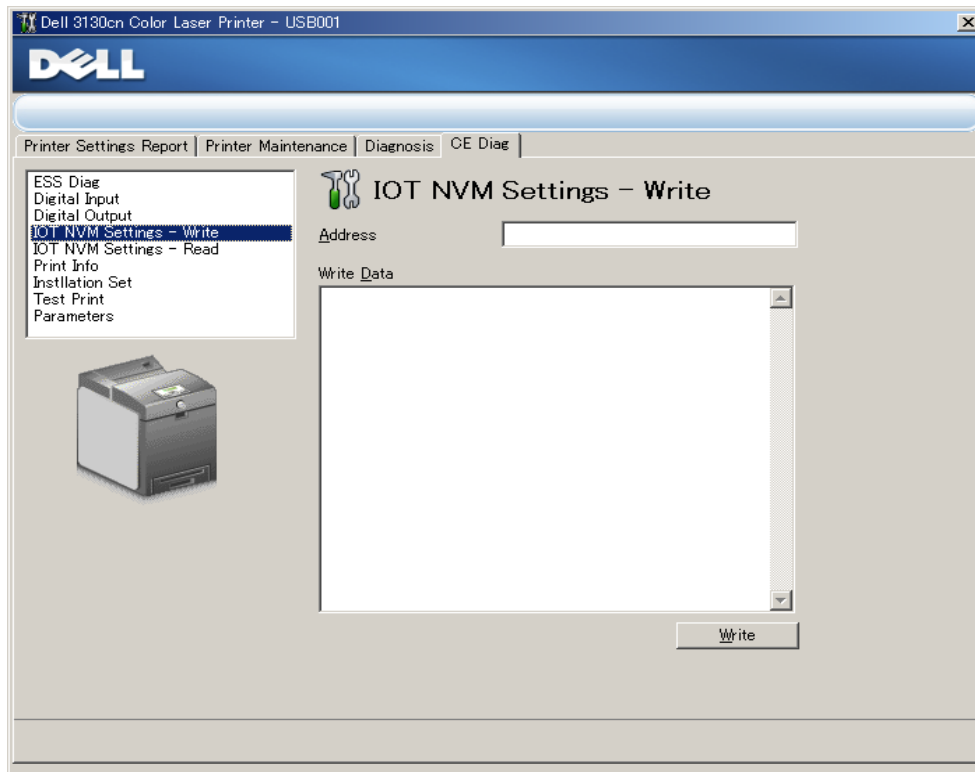 Dell 3130cn Color Laser Printer - USB001
DELL
Printer Settings Report
Printer Maintenance
Diagnosis
CE Diag
ESS Diag
Digital Input
Digital Output
IOT NVM Settings - Write
IOT NVM Settings - Read
Print Info
Instllation Set
Test Print
Parameters
IOT NVM Settings - Write
Address
Write Data
Write